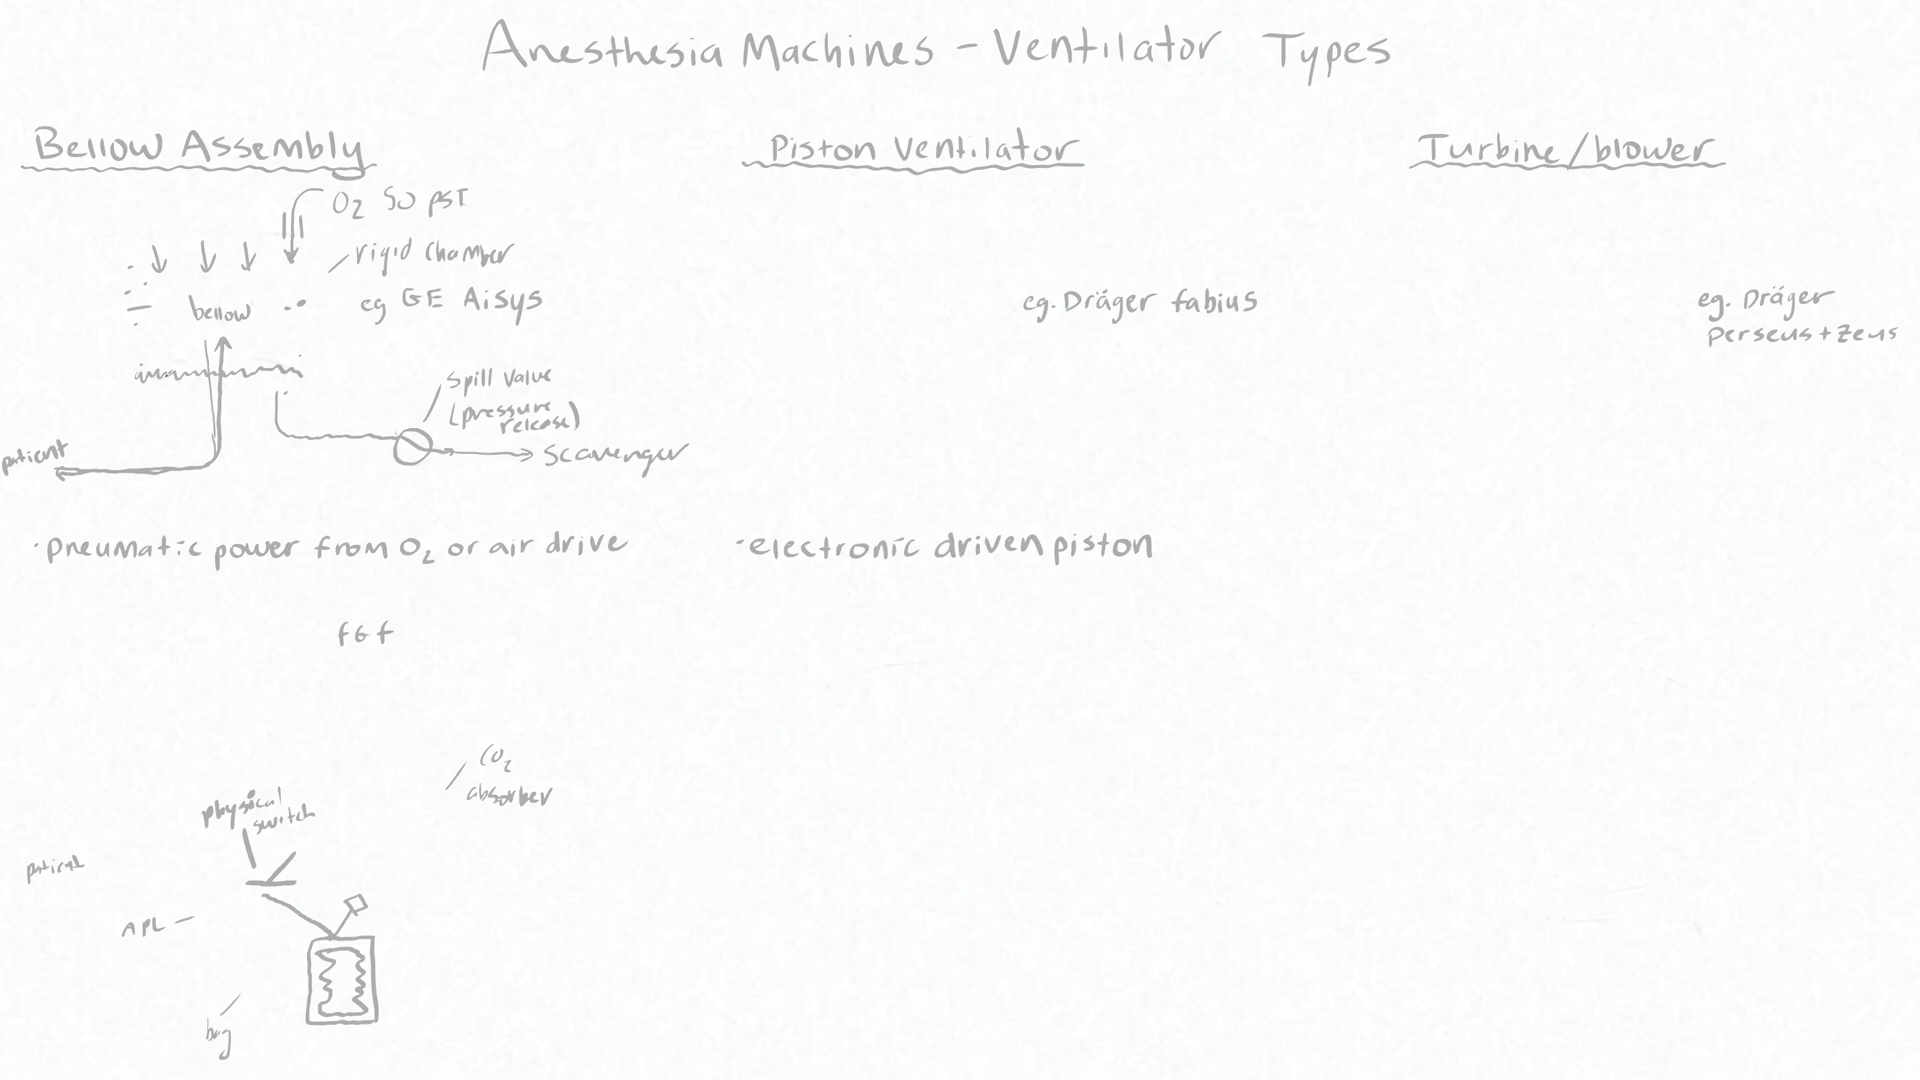 Anesthesia Machines - Ventilator Types
Bellow Assembly
O2 50 PSI
rigid chamber
bellow
eg GE Aisys
spill valve
(pressure
release)
patient
scavenger
·pneumatic power from O2 or air drive
FGF
CO2
absorber
physical
switch
patient
APL
bag
Piston Ventilator
eg. Dräger fabius
·electronic driven piston
Turbine/blower
eg. Dräger
perseus + zeus